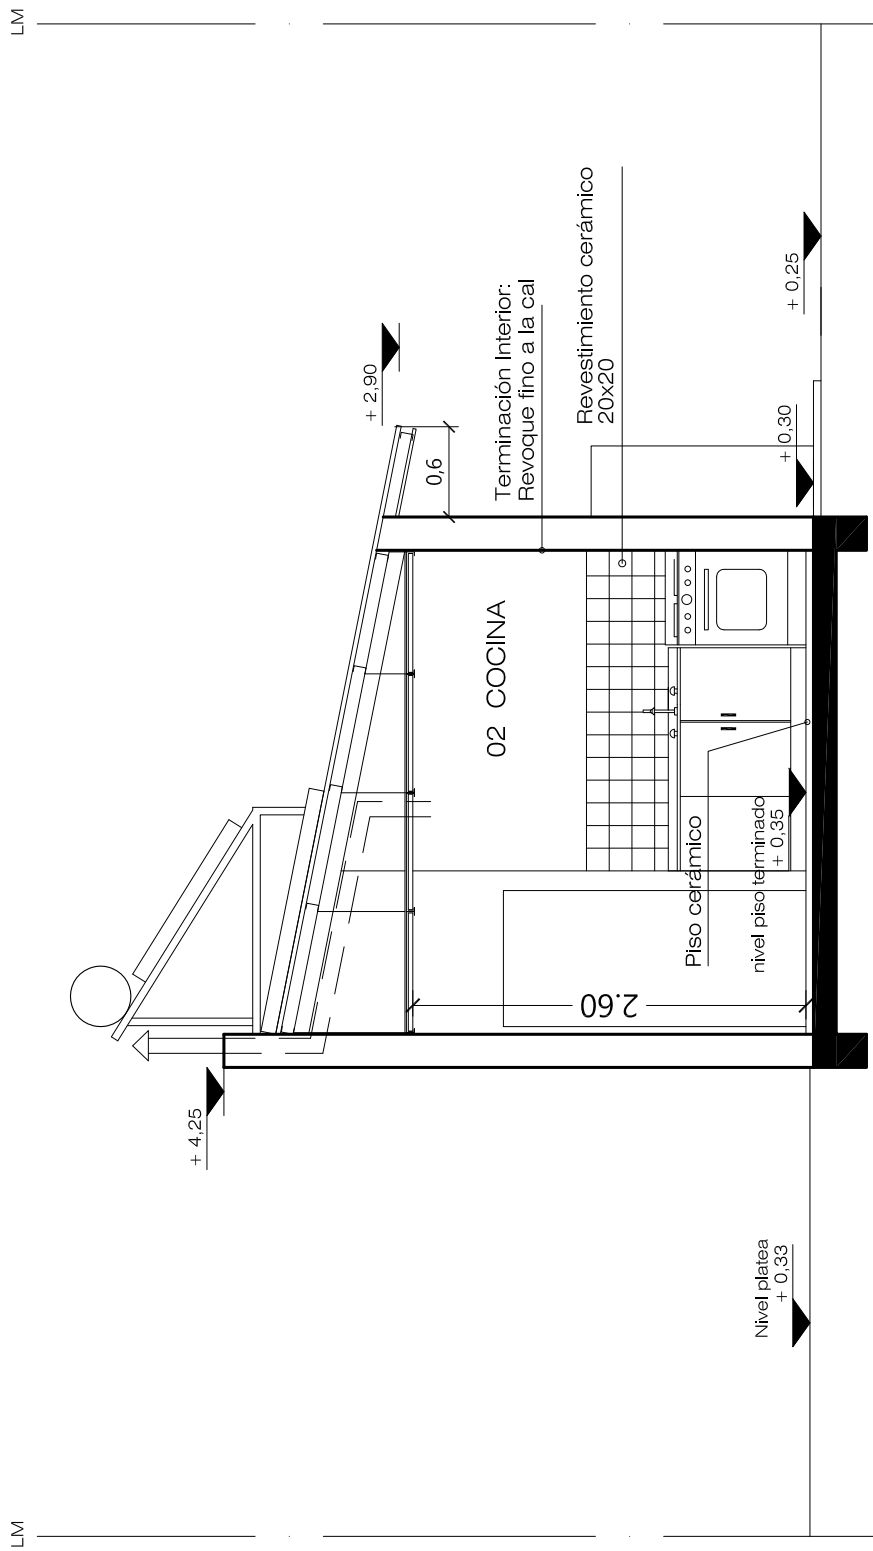 LM
LM
+ 4,25
+ 2,90
0,6
Terminación Interior:
Revoque fino a la cal
Revestimiento cerámico
20x20
02 COCINA
2.60
Piso cerámico
nivel piso terminado
+ 0,35
+ 0,30
+ 0,25
Nivel platea
+ 0,33